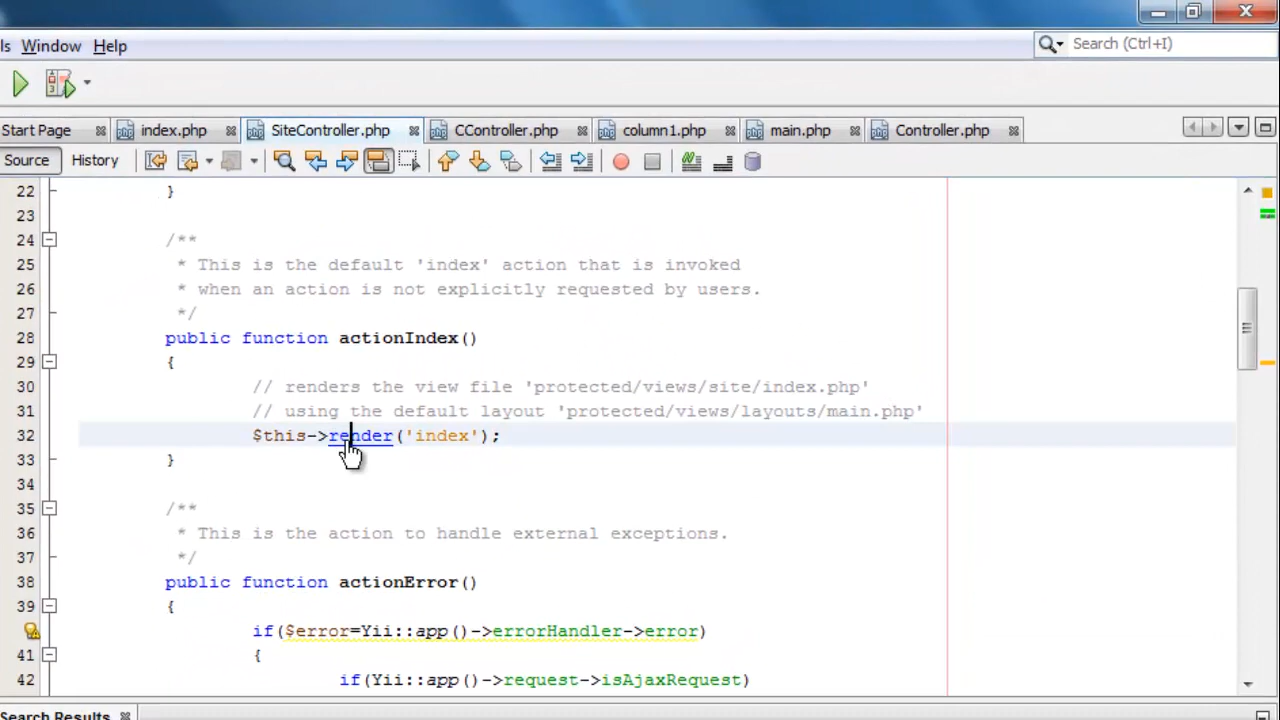 ls Window Help
Search (Ctrl+I)
Start Page index.php SiteController.php CController.php column1.php main.php Controller.php
Source History
22 }
23
24 /**
25 * This is the default 'index' action that is invoked
26 * when an action is not explicitly requested by users.
27 */
28 public function actionIndex()
29 {
30 // renders the view file 'protected/views/site/index.php'
31 // using the default layout 'protected/views/layouts/main.php'
32 $this->render('index');
33 }
34
35 /**
36 * This is the action to handle external exceptions.
37 */
38 public function actionError()
39 {
if($error=Yii::app()->errorHandler->error)
41 {
42 if(Yii::app()->request->isAjaxRequest)
Search Results